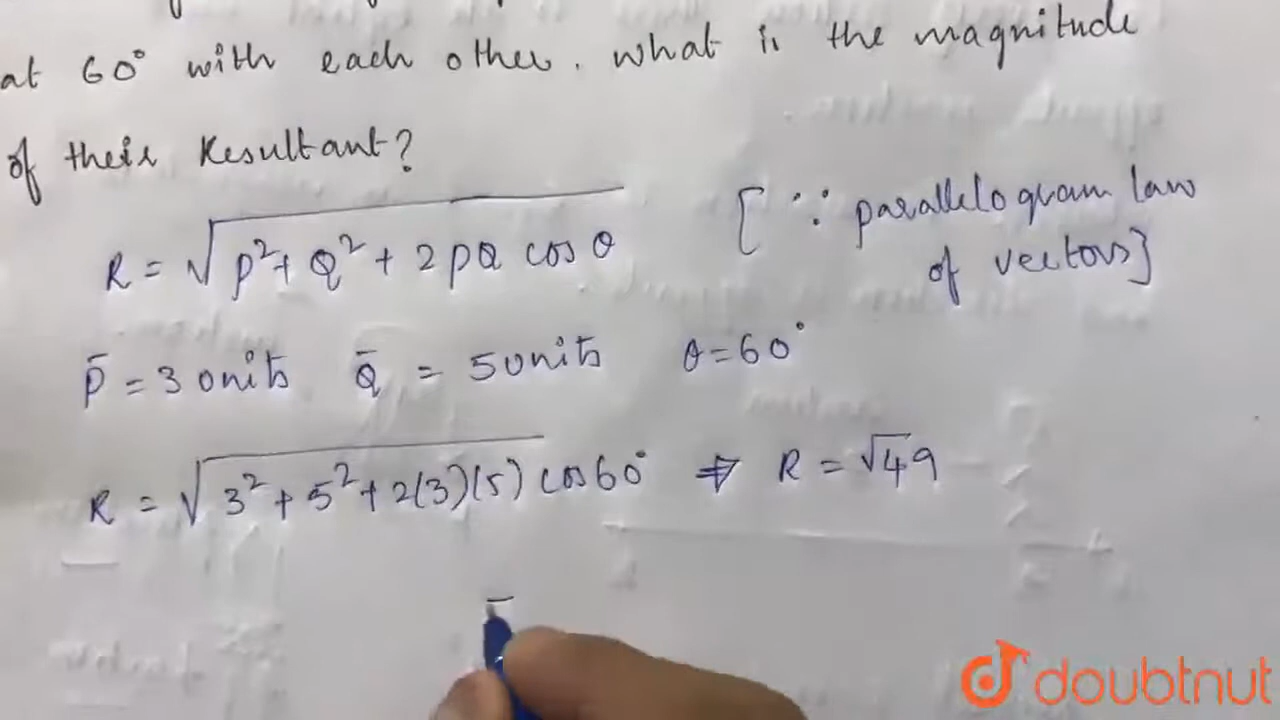 at 60° with each other. what is the magnitude
of their Resultant?
R = √P²+ Q² + 2PQ cos θ [ ∵ parallelogram law
of vectors]
P̄ = 3 units Q̄ = 5 units θ = 60°
R = √3² + 5² + 2(3)(5) cos 60° ⇒ R = √49
doubtnut